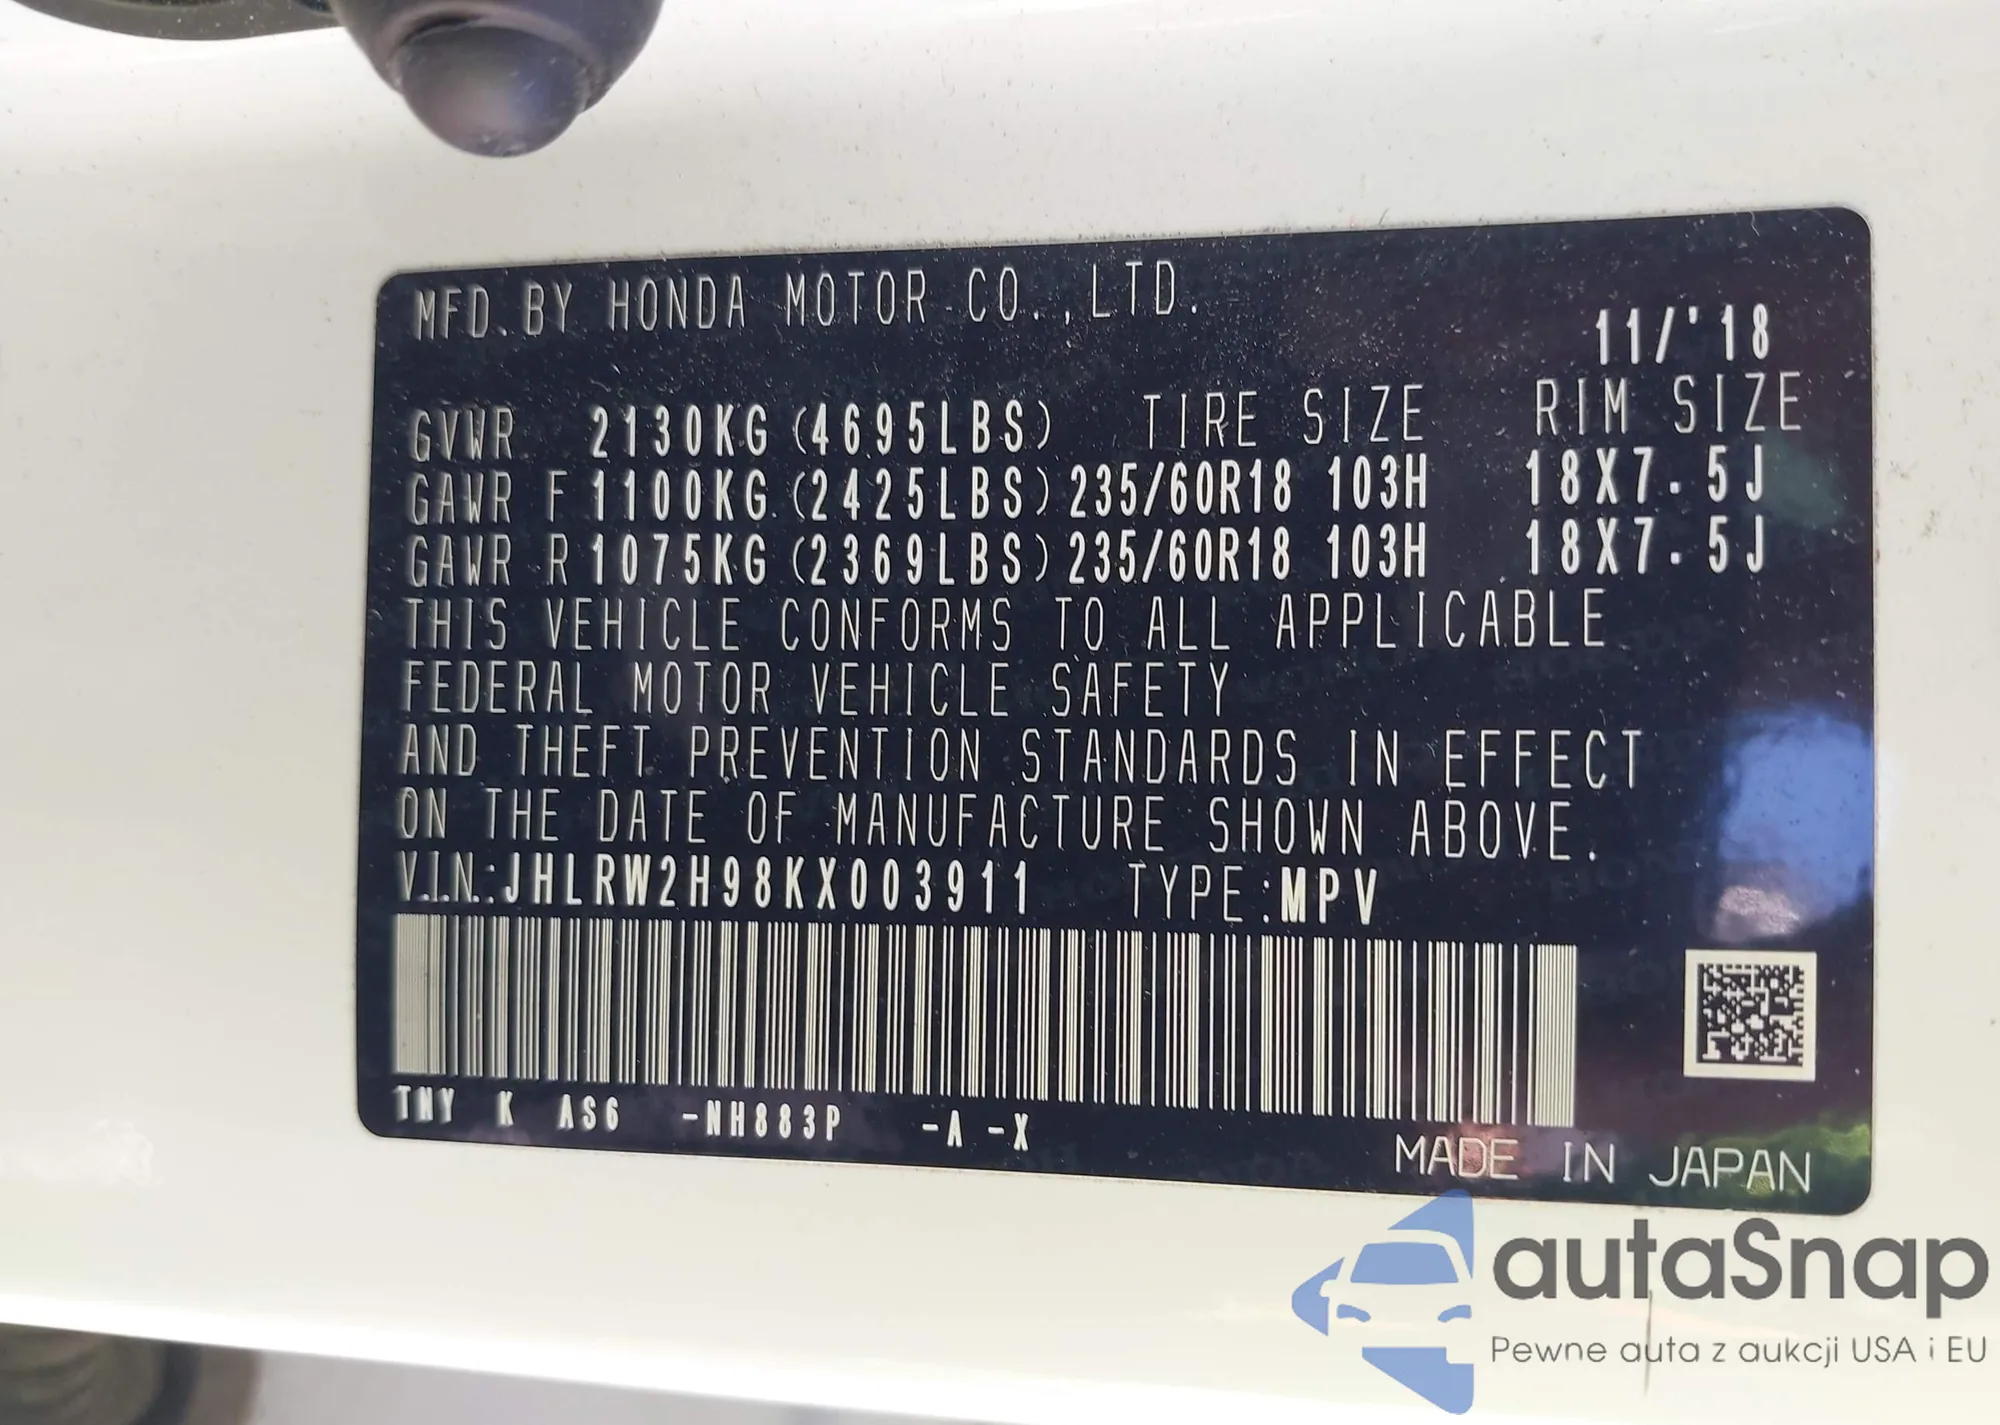 MFD. BY HONDA MOTOR CO., LTD.
11/'18
GVWR 2130KG (4695LBS) TIRE SIZE RIM SIZE
GAWR F 1100KG (2425LBS) 235/60R18 103H 18X7.5J
GAWR R 1075KG (2369LBS) 235/60R18 103H 18X7.5J
THIS VEHICLE CONFORMS TO ALL APPLICABLE
FEDERAL MOTOR VEHICLE SAFETY
AND THEFT PREVENTION STANDARDS IN EFFECT
ON THE DATE OF MANUFACTURE SHOWN ABOVE.
V.I.N.:JHLRW2H98KX003911 TYPE:MPV
TNY K AS6 -NH883P -A -X
MADE IN JAPAN
autaSnap
Pewne auta z aukcji USA i EU